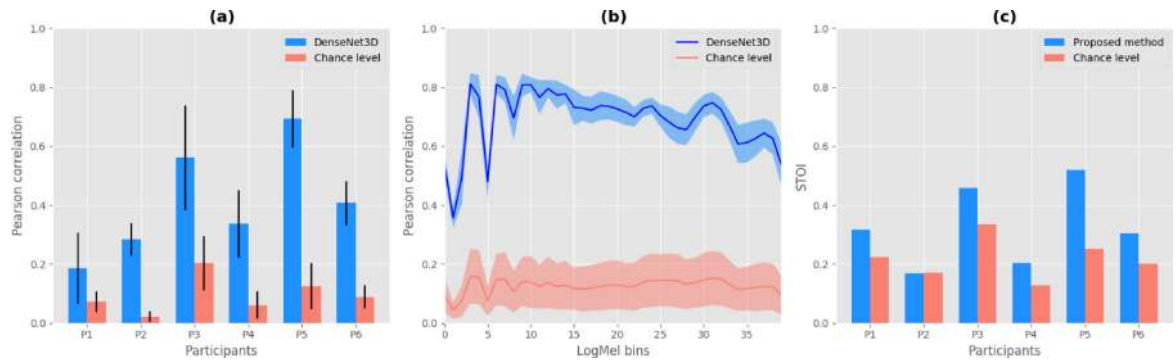 (a)
1.0
0.8
0.6
0.4
0.2
0.0
Pearson correlation
DenseNet3D
Chance level
P1 P2 P3 P4 P5 P6
Participants
(b)
1.0
0.8
0.6
0.4
0.2
0.0
Pearson correlation
DenseNet3D
Chance level
0 5 10 15 20 25 30 35
LogMel bins
(c)
1.0
0.8
0.6
0.4
0.2
0.0
STOI
Proposed method
Chance level
P1 P2 P3 P4 P5 P6
Participants